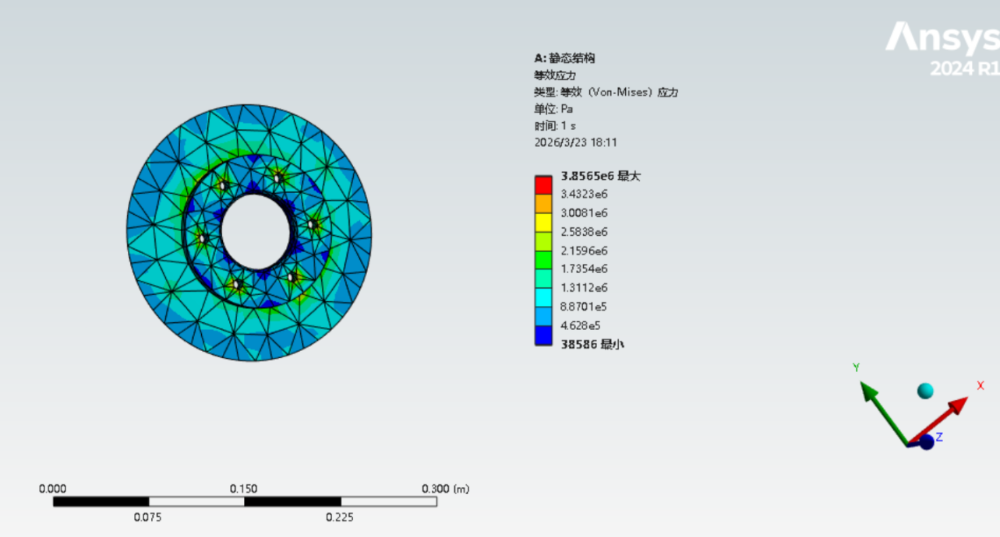 Ansys
2024 R1
A: 静态结构
等效应力
类型: 等效（Von-Mises）应力
单位: Pa
时间: 1 s
2026/3/23 18:11
3.8565e6 最大
3.4323e6
3.0081e6
2.5838e6
2.1596e6
1.7354e6
1.3112e6
8.8701e5
4.628e5
38586 最小
Y
X
Z
0.000
0.150
0.300 (m)
0.075
0.225